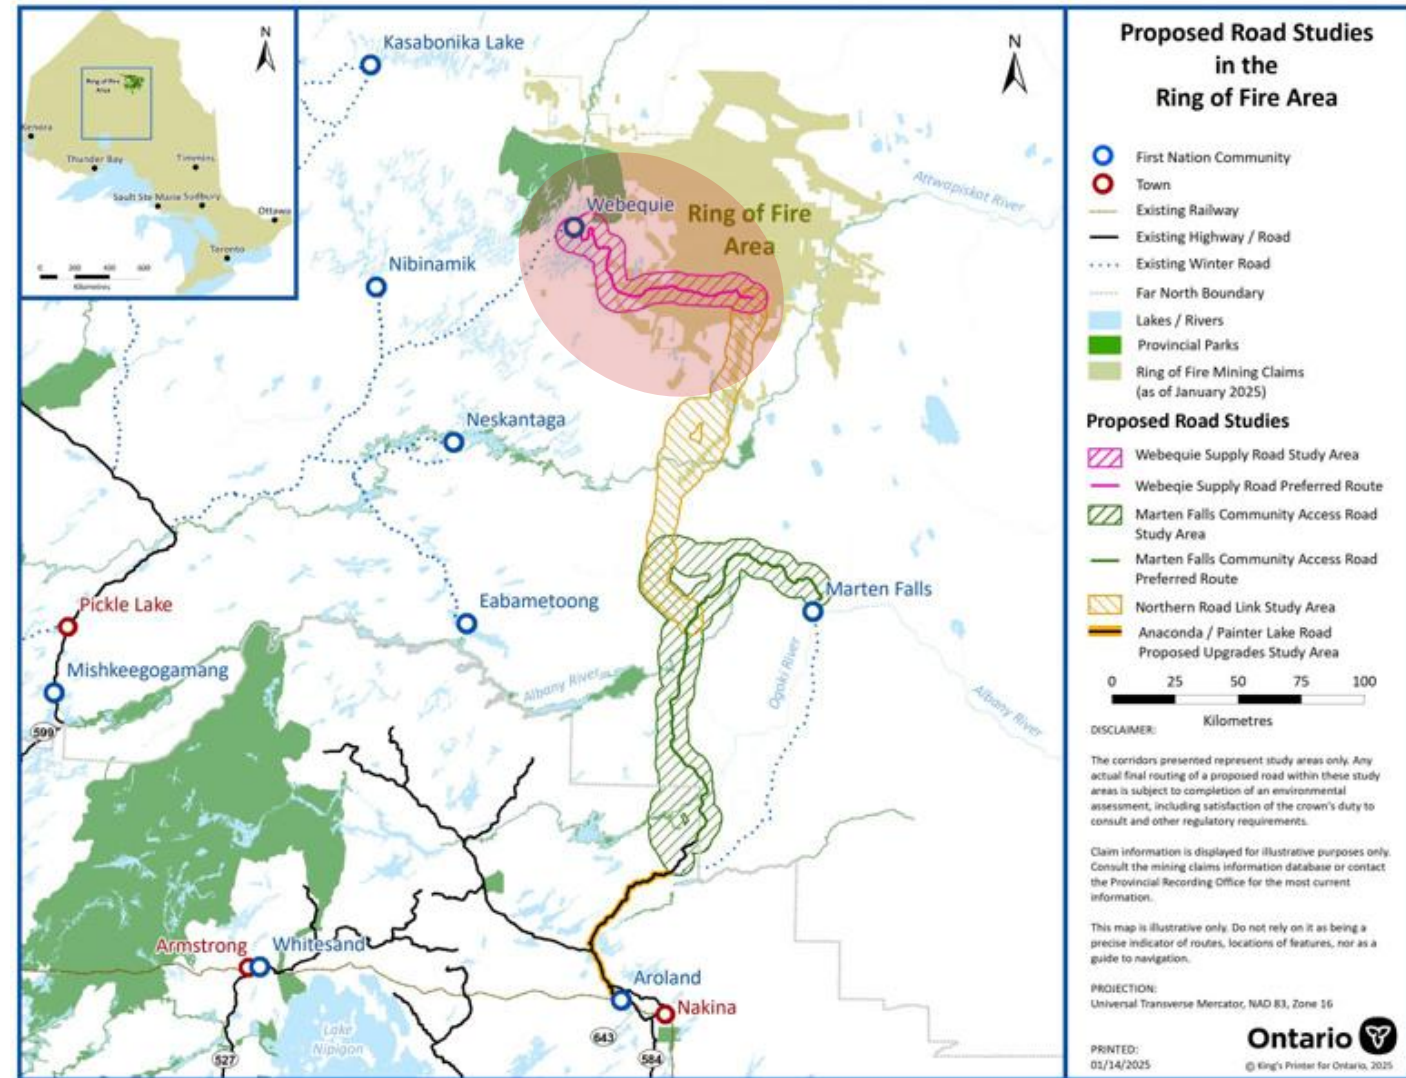 Kasabonika Lake
N
N
Ring of Fire
Area
Kenora
Thunder Bay
Timmins
Sault Ste Marie
Sudbury
Ottawa
Toronto
0 200 400 600
Kilometres
Webequie
Ring of Fire
Area
Attwapiskat River
Nibinamik
Neskantaga
Pickle Lake
Eabametoong
Marten Falls
Mishkeegogamang
Albany River
Ogoki River
Albany River
599
Armstrong
Whitesand
Aroland
Nakina
Lake
Nipigon
643
527
584
Proposed Road Studies
in the
Ring of Fire Area
First Nation Community
Town
Existing Railway
Existing Highway / Road
Existing Winter Road
Far North Boundary
Lakes / Rivers
Provincial Parks
Ring of Fire Mining Claims
(as of January 2025)
Proposed Road Studies
Webequie Supply Road Study Area
Webeqie Supply Road Preferred Route
Marten Falls Community Access Road
Study Area
Marten Falls Community Access Road
Preferred Route
Northern Road Link Study Area
Anaconda / Painter Lake Road
Proposed Upgrades Study Area
0 25 50 75 100
Kilometres
DISCLAIMER:
The corridors presented represent study areas only. Any
actual final routing of a proposed road within these study
areas is subject to completion of an environmental
assessment, including satisfaction of the crown's duty to
consult and other regulatory requirements.
Claim information is displayed for illustrative purposes only.
Consult the mining claims information database or contact
the Provincial Recording Office for the most current
information.
This map is illustrative only. Do not rely on it as being a
precise indicator of routes, locations of features, nor as a
guide to navigation.
PROJECTION:
Universal Transverse Mercator, NAD 83, Zone 16
Ontario
PRINTED:
01/14/2025
© King's Printer for Ontario, 2025